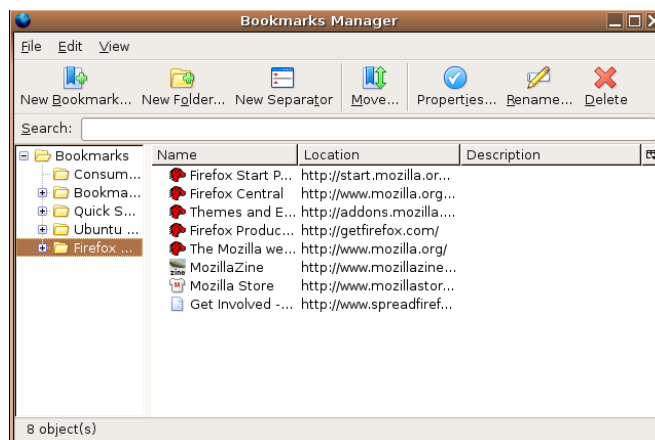 Bookmarks Manager
File Edit View
New Bookmark... New Folder... New Separator Move... Properties... Rename... Delete
Search:
Bookmarks Name Location Description
Consum... Firefox Start P... http://start.mozilla.or...
Bookma... Firefox Central http://www.mozilla.org...
Quick S... Themes and E... http://addons.mozilla....
Ubuntu ... Firefox Produc... http://getfirefox.com/
Firefox ... The Mozilla we... http://www.mozilla.org/
zine MozillaZine http://www.mozillazine...
M Mozilla Store http://www.mozillastor...
Get Involved -... http://www.spreadfiref...
8 object(s)